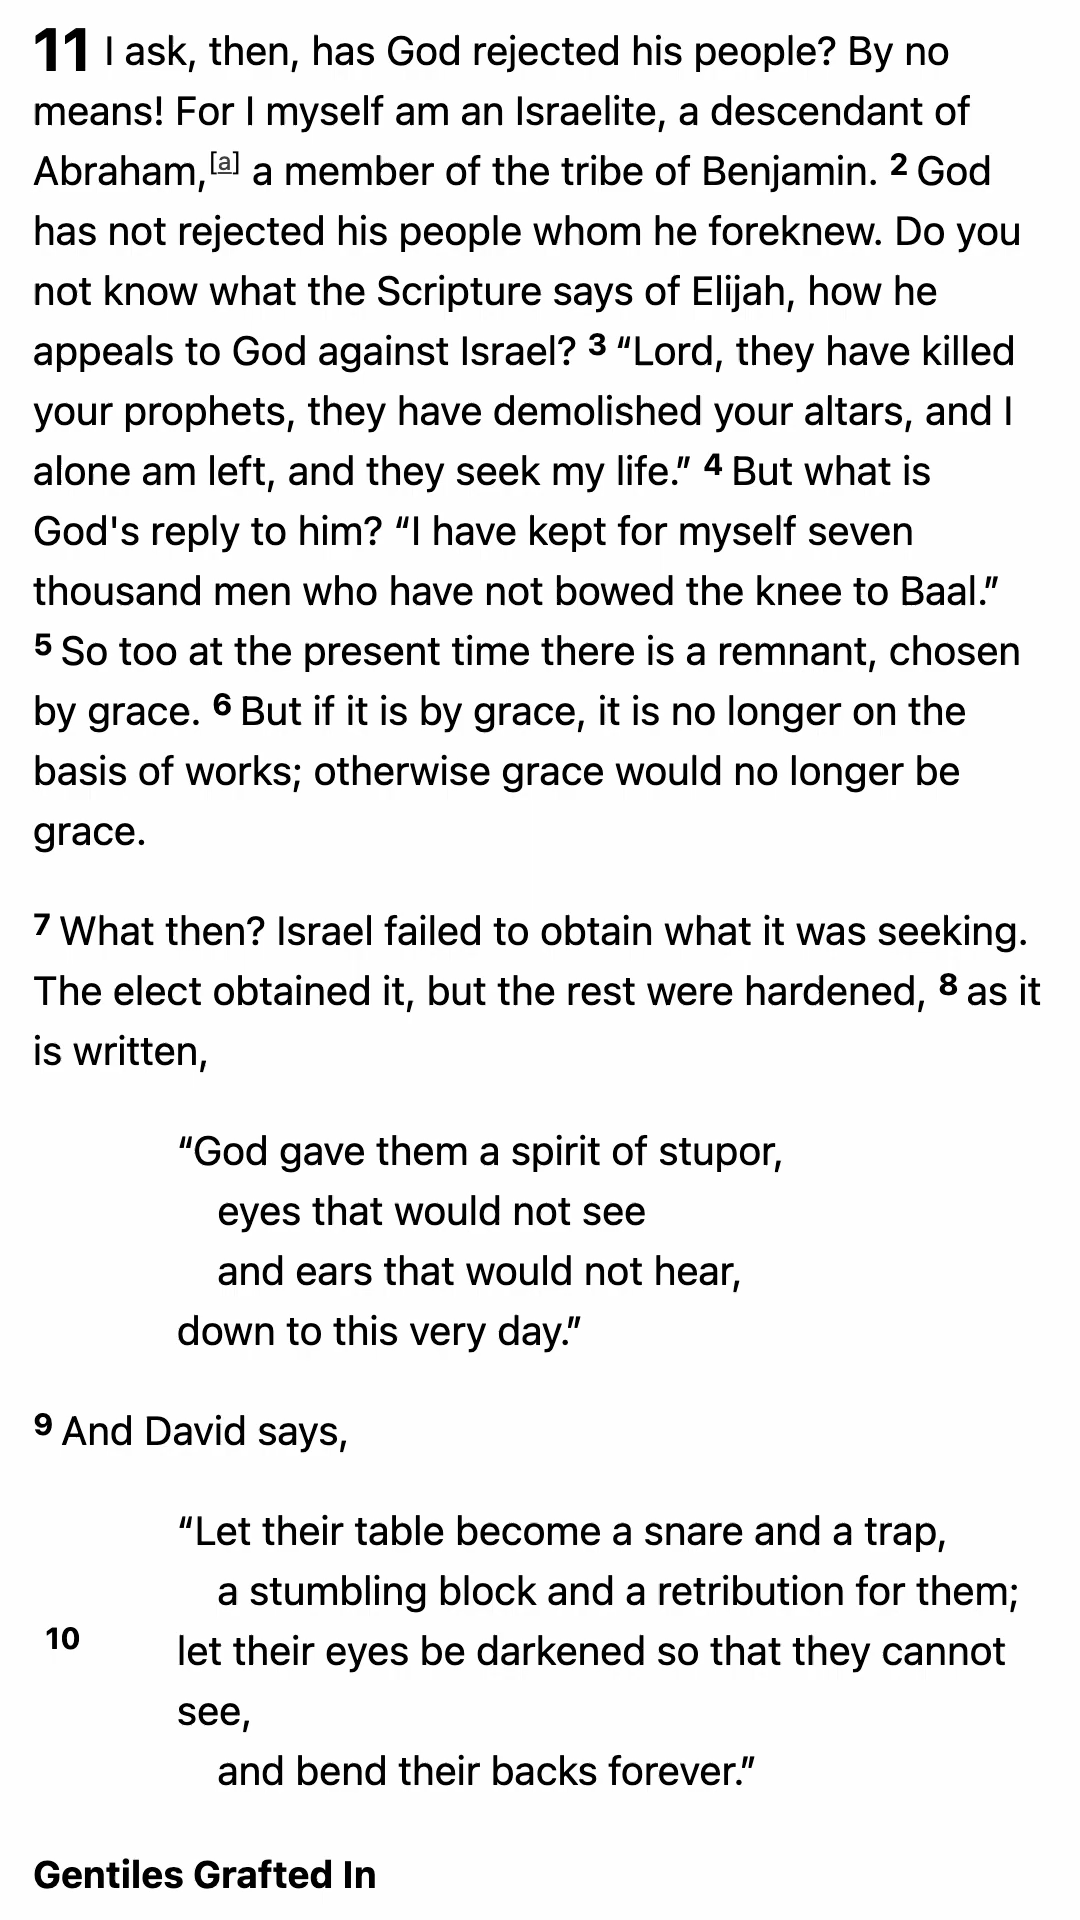 11 I ask, then, has God rejected his people? By no
means! For I myself am an Israelite, a descendant of
Abraham,[a] a member of the tribe of Benjamin. 2 God
has not rejected his people whom he foreknew. Do you
not know what the Scripture says of Elijah, how he
appeals to God against Israel? 3 “Lord, they have killed
your prophets, they have demolished your altars, and I
alone am left, and they seek my life.” 4 But what is
God's reply to him? “I have kept for myself seven
thousand men who have not bowed the knee to Baal.”
5 So too at the present time there is a remnant, chosen
by grace. 6 But if it is by grace, it is no longer on the
basis of works; otherwise grace would no longer be
grace.
7 What then? Israel failed to obtain what it was seeking.
The elect obtained it, but the rest were hardened, 8 as it
is written,
“God gave them a spirit of stupor,
eyes that would not see
and ears that would not hear,
down to this very day.”
9 And David says,
“Let their table become a snare and a trap,
a stumbling block and a retribution for them;
10 let their eyes be darkened so that they cannot
see,
and bend their backs forever.”
Gentiles Grafted In